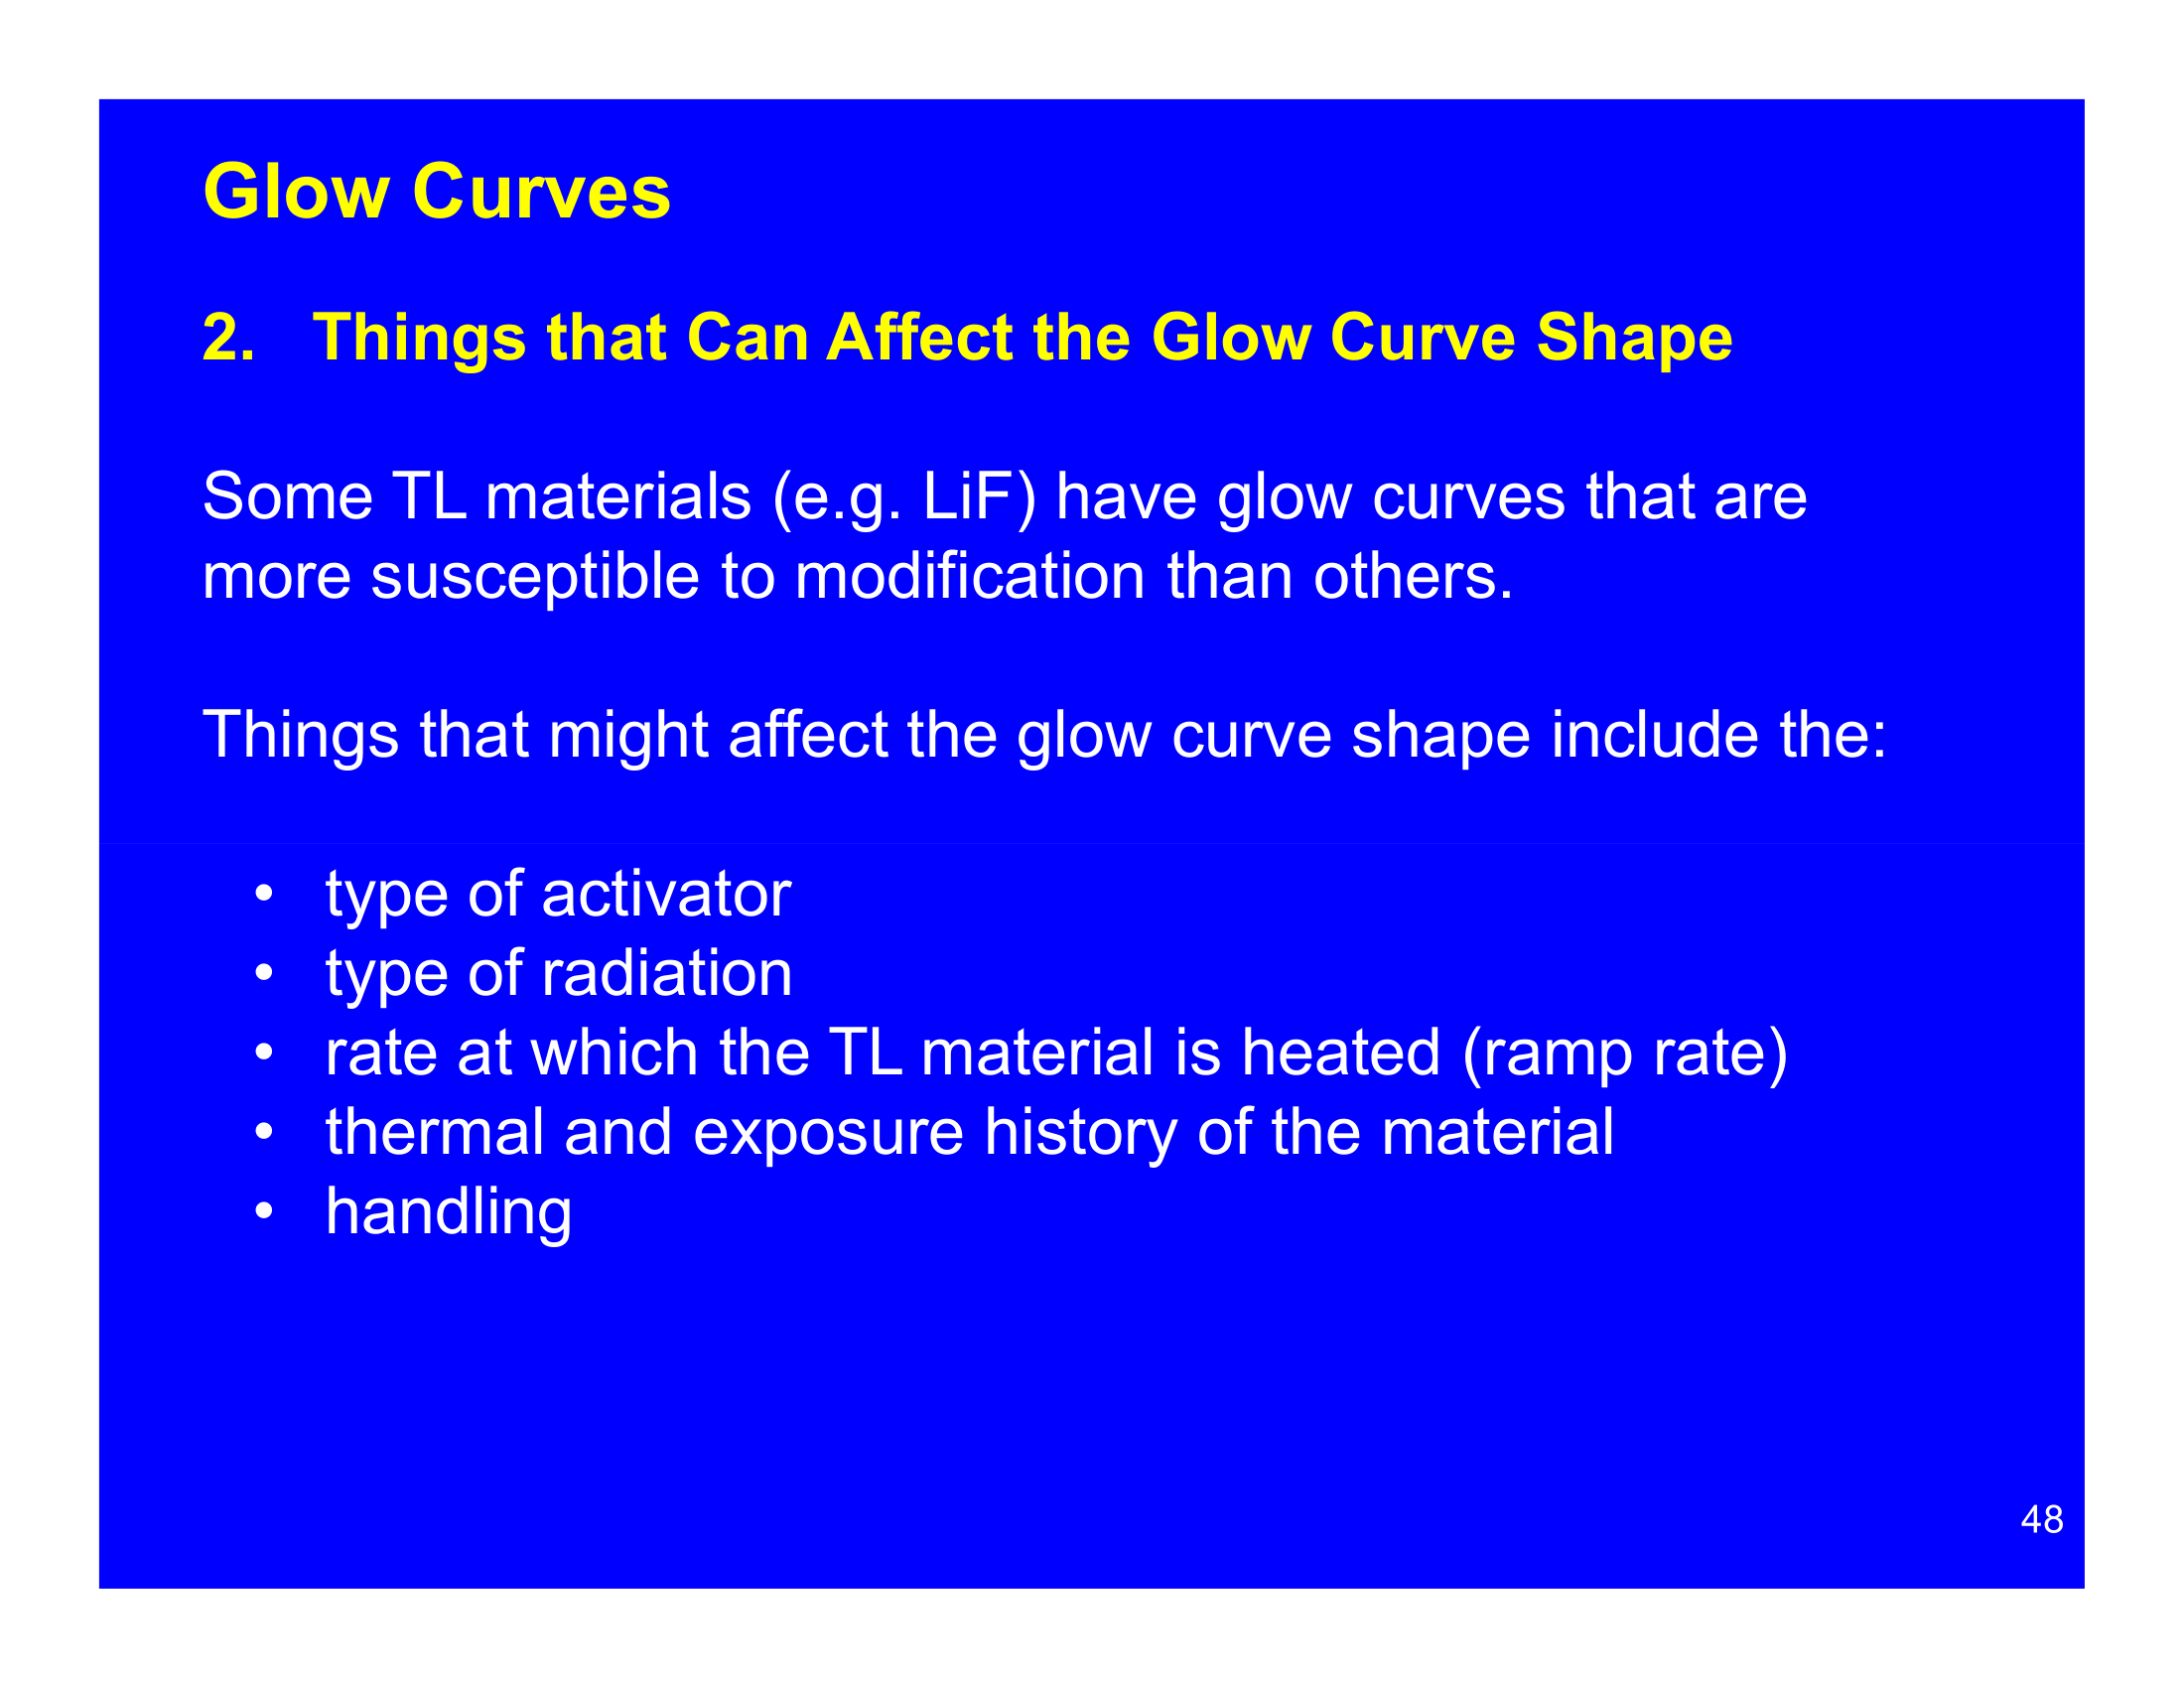 Glow Curves
2. Things that Can Affect the Glow Curve Shape
Some TL materials (e.g. LiF) have glow curves that are
more susceptible to modification than others.
Things that might affect the glow curve shape include the:
• type of activator
• type of radiation
• rate at which the TL material is heated (ramp rate)
• thermal and exposure history of the material
• handling
48